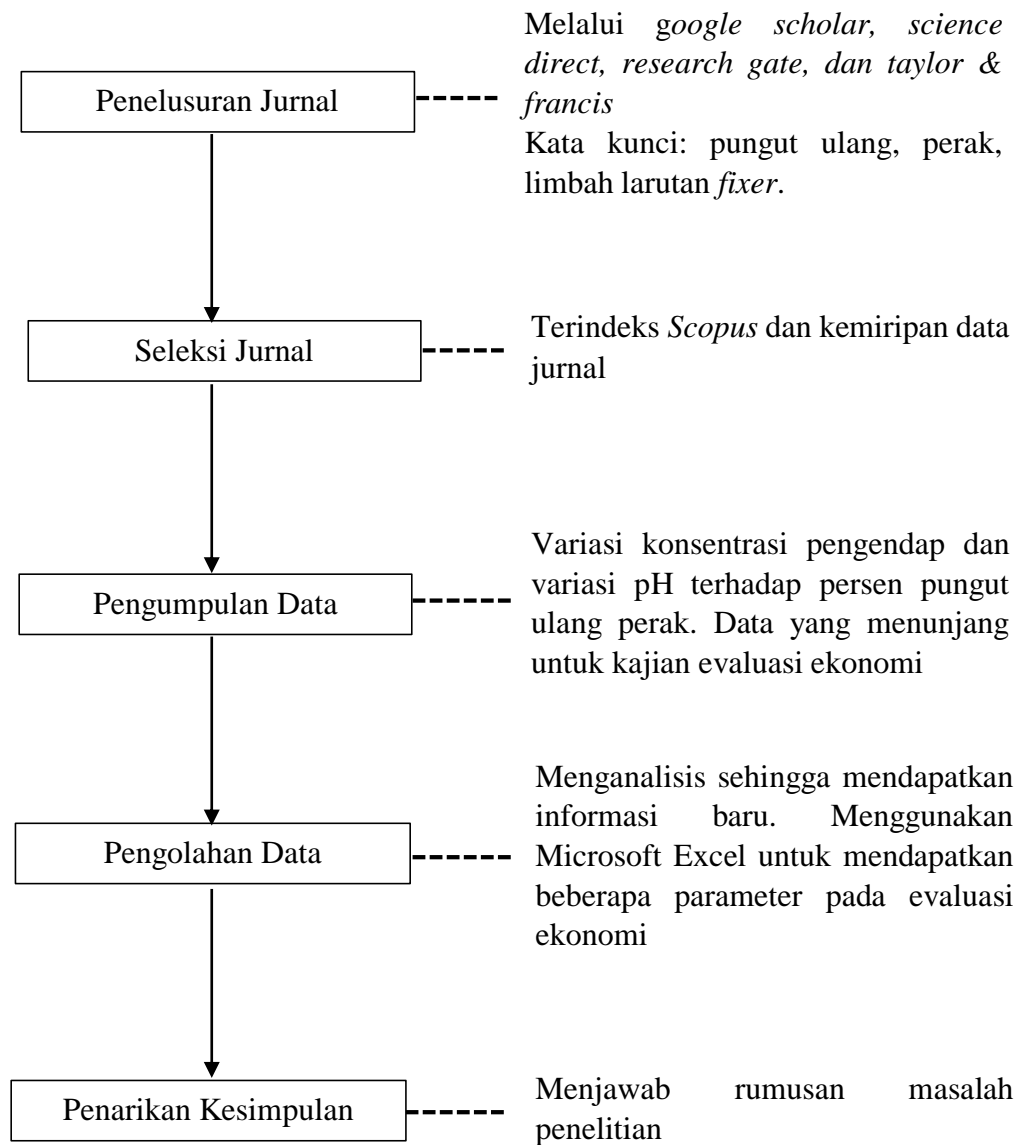 Penelusuran Jurnal
Melalui google scholar, science
direct, research gate, dan taylor &
francis
Kata kunci: pungut ulang, perak,
limbah larutan fixer.
Seleksi Jurnal
Terindeks Scopus dan kemiripan data
jurnal
Pengumpulan Data
Variasi konsentrasi pengendap dan
variasi pH terhadap persen pungut
ulang perak. Data yang menunjang
untuk kajian evaluasi ekonomi
Pengolahan Data
Menganalisis sehingga mendapatkan
informasi baru. Menggunakan
Microsoft Excel untuk mendapatkan
beberapa parameter pada evaluasi
ekonomi
Penarikan Kesimpulan
Menjawab rumusan masalah
penelitian